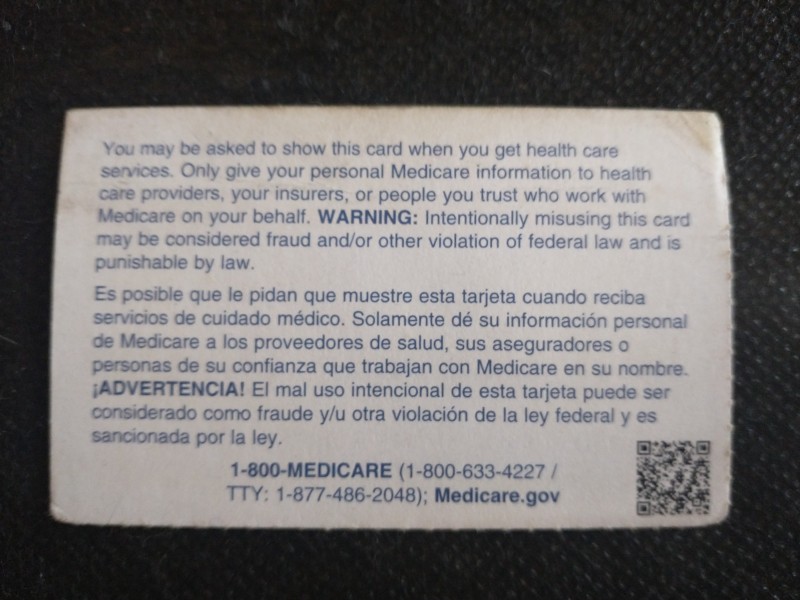 You may be asked to show this card when you get health care
services. Only give your personal Medicare information to health
care providers, your insurers, or people you trust who work with
Medicare on your behalf. WARNING: Intentionally misusing this card
may be considered fraud and/or other violation of federal law and is
punishable by law.
Es posible que le pidan que muestre esta tarjeta cuando reciba
servicios de cuidado médico. Solamente dé su información personal
de Medicare a los proveedores de salud, sus aseguradores o
personas de su confianza que trabajan con Medicare en su nombre.
¡ADVERTENCIA! El mal uso intencional de esta tarjeta puede ser
considerado como fraude y/u otra violación de la ley federal y es
sancionada por la ley.
1-800-MEDICARE (1-800-633-4227 /
TTY: 1-877-486-2048); Medicare.gov